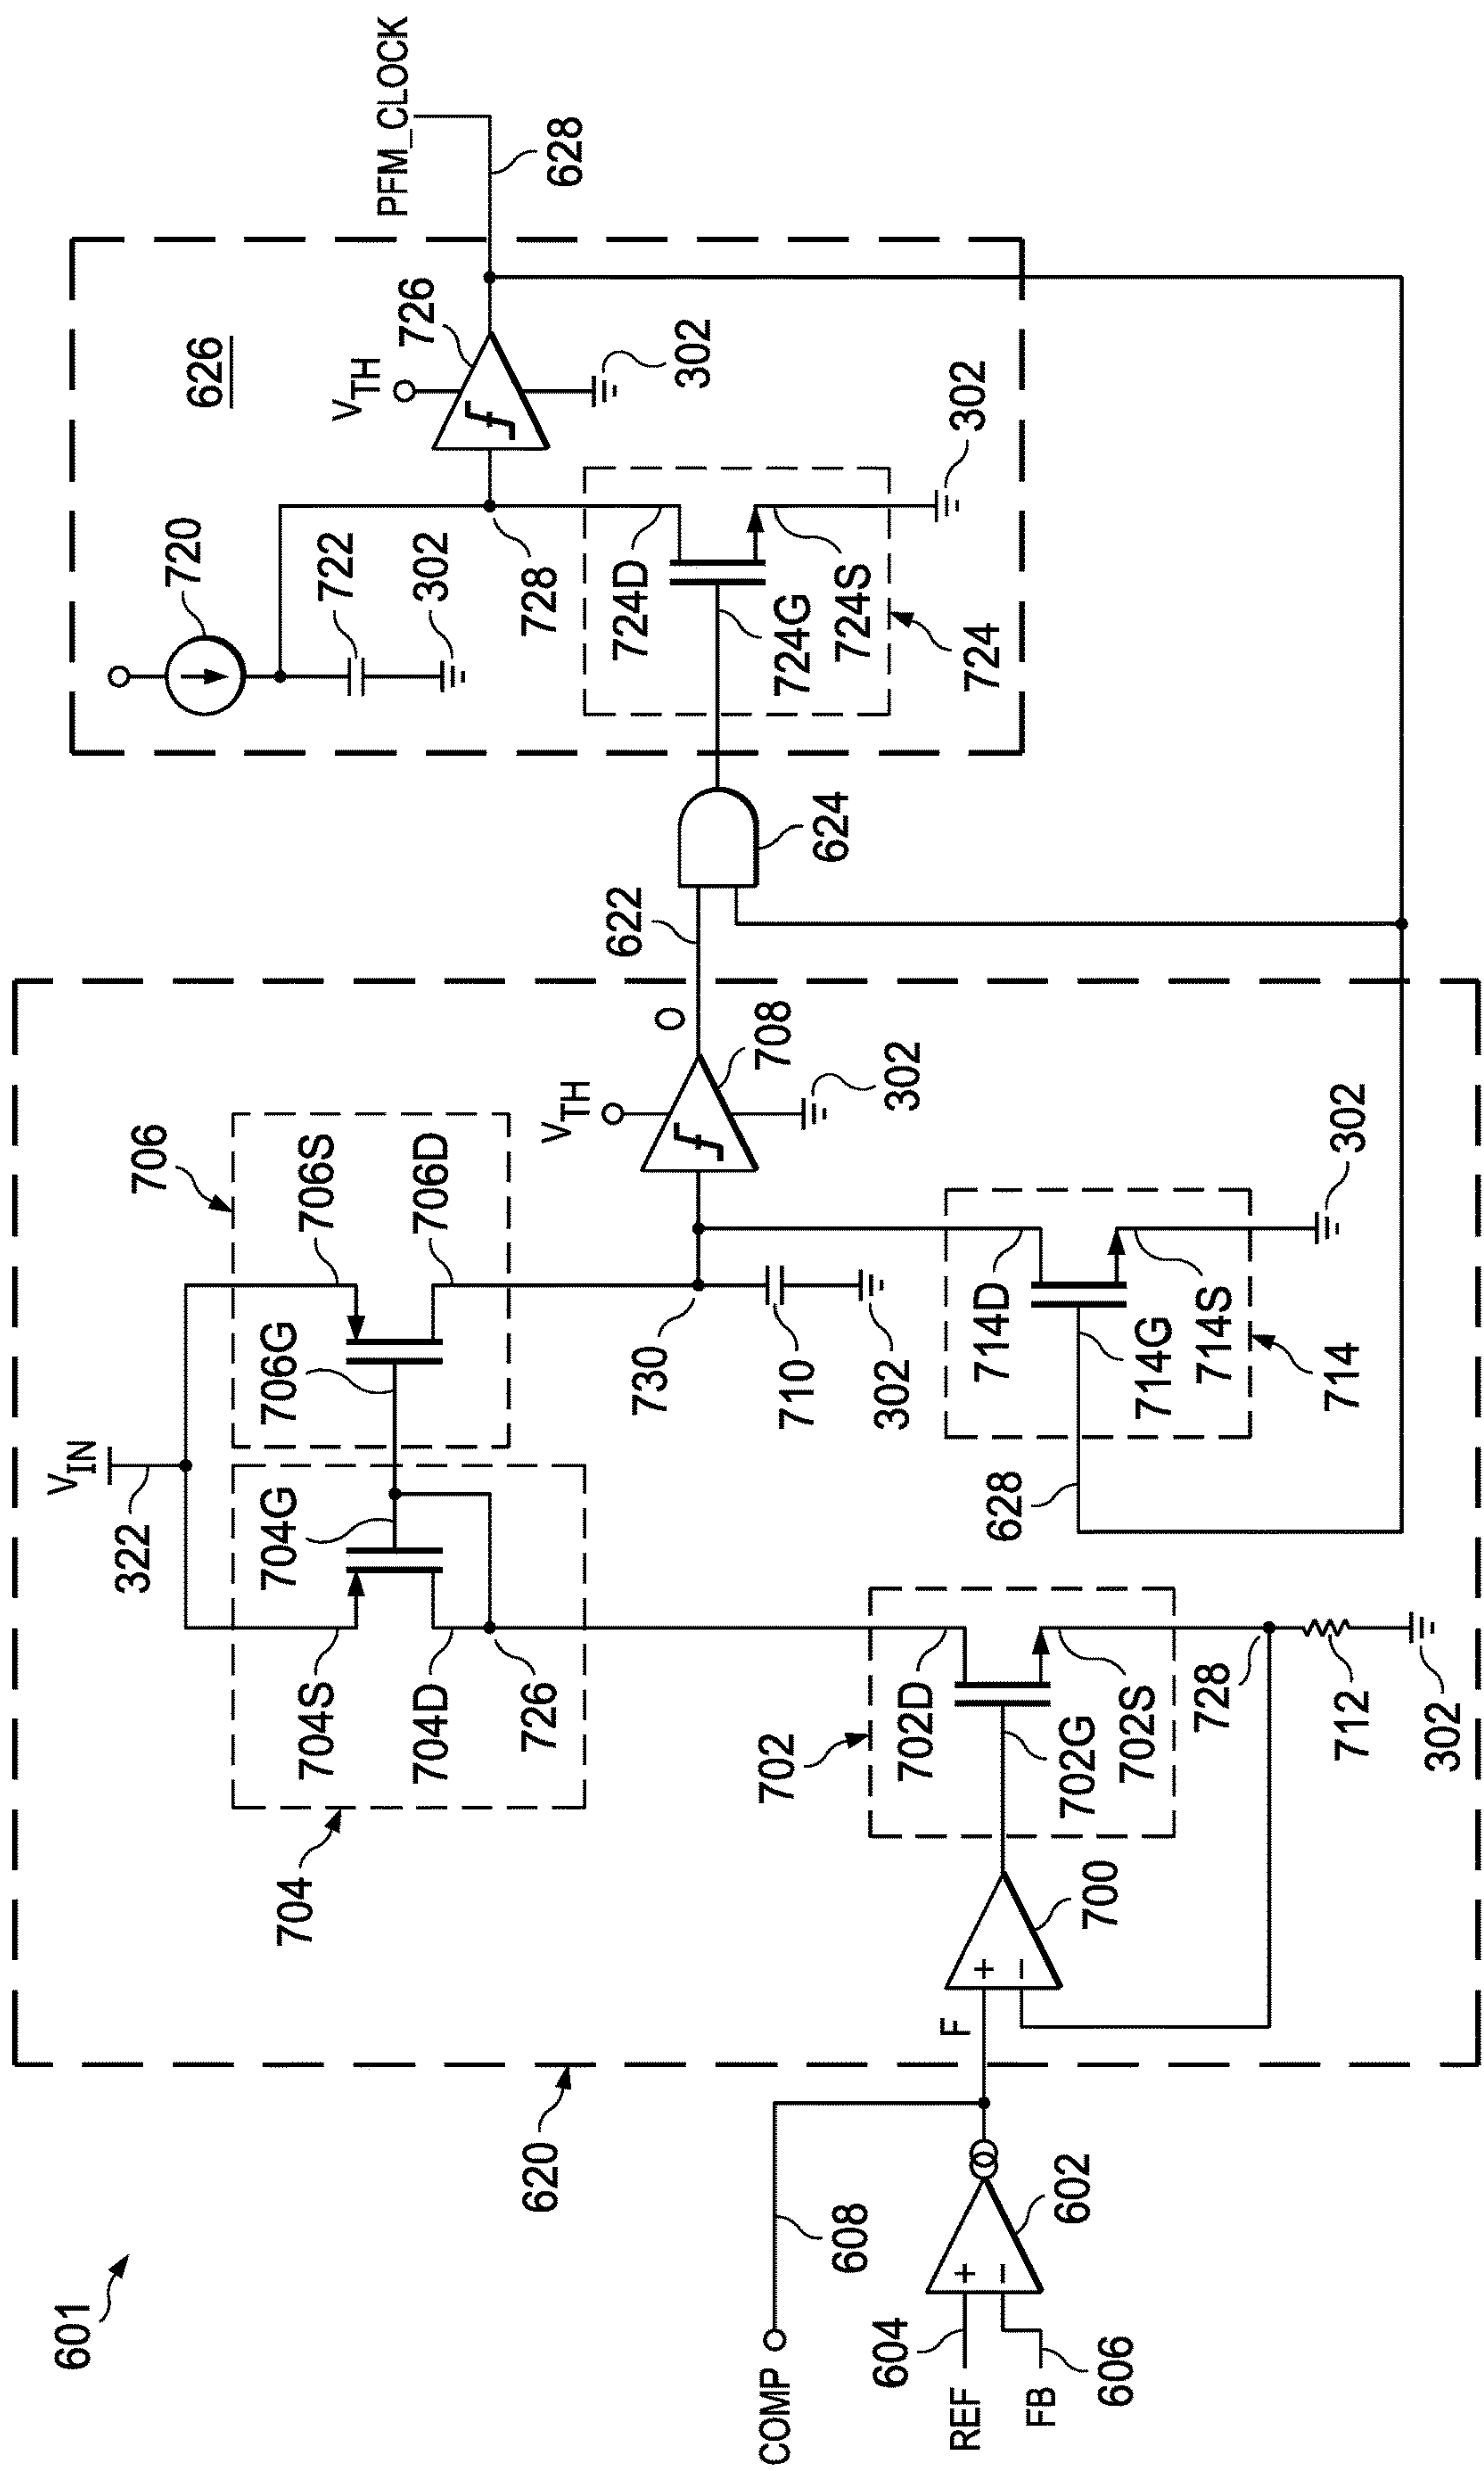 601
COMP
608
REF
604
FB
606
602
620
F
700
704
704S
704D
704G
726
322
V_IN
702
702D
702G
702S
728
712
302
706
706S
706D
706G
730
710
302
714D
714G
714S
714
628
302
V_TH
708
302
O
622
624
626
720
722
302
728
V_TH
726
302
724D
724G
724S
724
302
PFM_CLOCK
628
+
−
+
−